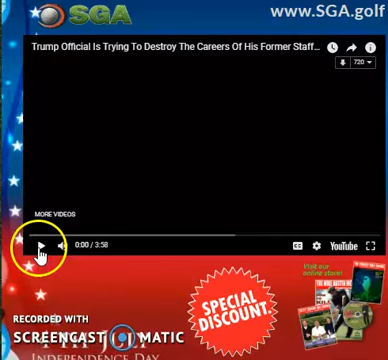 SGA
www.SGA.golf
Trump Official Is Trying To Destroy The Careers Of His Former Staff...
720
MORE VIDEOS
0:00 / 3:58
CC
YouTube
Visit our
online store!
SPECIAL
DISCOUNT.
RECORDED WITH
SCREENCAST MATIC
INDEPENDENCE DAY